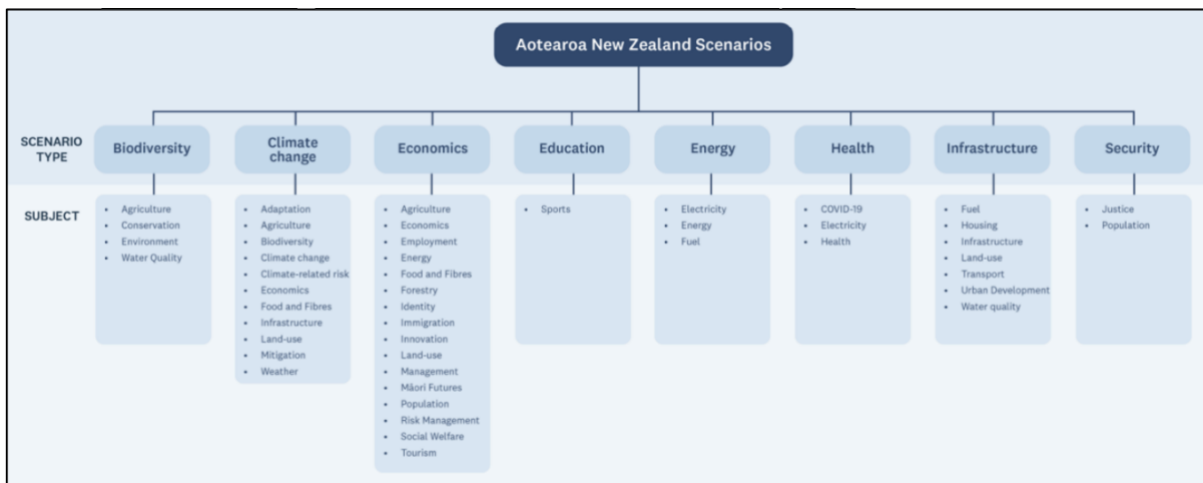 Aotearoa New Zealand Scenarios
SCENARIO
TYPE
Biodiversity
Climate
change
Economics
Education
Energy
Health
Infrastructure
Security
SUBJECT
• Agriculture
• Conservation
• Environment
• Water Quality
• Adaptation
• Agriculture
• Biodiversity
• Climate change
• Climate-related risk
• Economics
• Food and Fibres
• Infrastructure
• Land-use
• Mitigation
• Weather
• Agriculture
• Economics
• Employment
• Energy
• Food and Fibres
• Forestry
• Identity
• Immigration
• Innovation
• Land-use
• Management
• Māori Futures
• Population
• Risk Management
• Social Welfare
• Tourism
• Sports
• Electricity
• Energy
• Fuel
• COVID-19
• Electricity
• Health
• Fuel
• Housing
• Infrastructure
• Land-use
• Transport
• Urban Development
• Water quality
• Justice
• Population